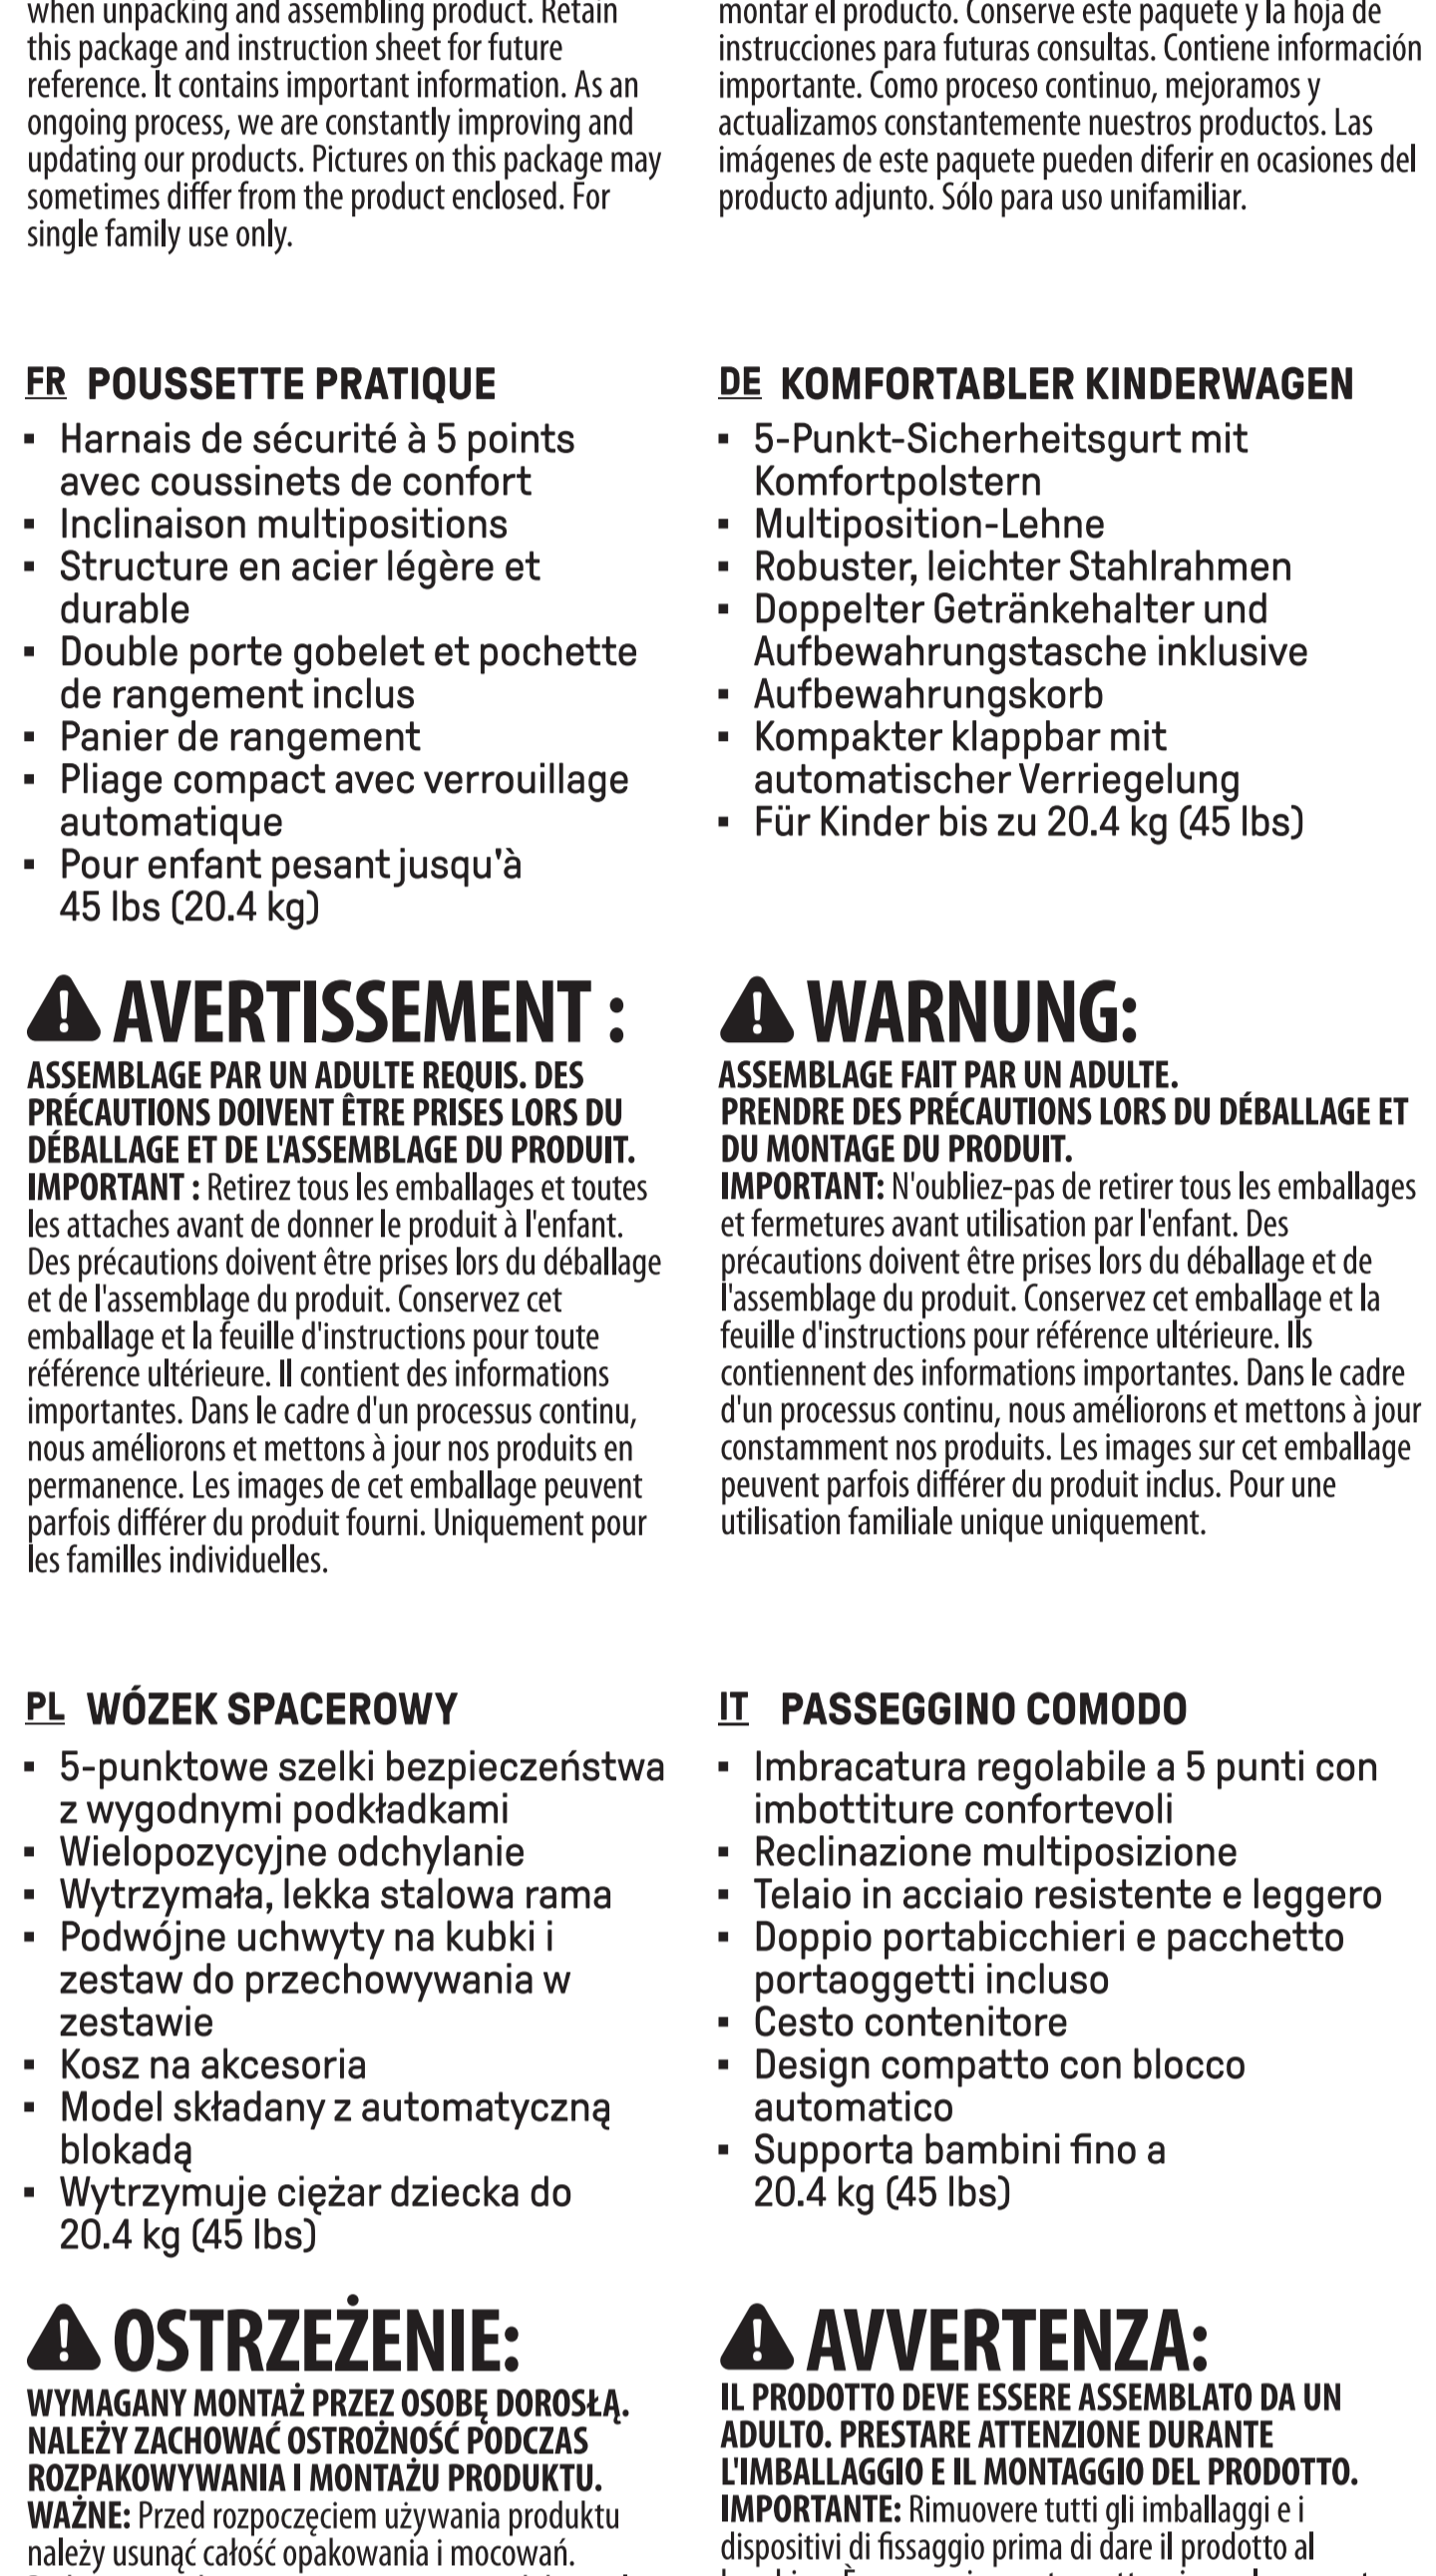 when unpacking and assembling product. Retain
this package and instruction sheet for future
reference. It contains important information. As an
ongoing process, we are constantly improving and
updating our products. Pictures on this package may
sometimes differ from the product enclosed. For
single family use only.
montar el producto. Conserve este paquete y la hoja de
instrucciones para futuras consultas. Contiene información
importante. Como proceso continuo, mejoramos y
actualizamos constantemente nuestros productos. Las
imágenes de este paquete pueden diferir en ocasiones del
producto adjunto. Sólo para uso unifamiliar.
FR POUSSETTE PRATIQUE
▪ Harnais de sécurité à 5 points
avec coussinets de confort
▪ Inclinaison multipositions
▪ Structure en acier légère et
durable
▪ Double porte gobelet et pochette
de rangement inclus
▪ Panier de rangement
▪ Pliage compact avec verrouillage
automatique
▪ Pour enfant pesant jusqu'à
45 lbs (20.4 kg)
AVERTISSEMENT :
ASSEMBLAGE PAR UN ADULTE REQUIS. DES
PRÉCAUTIONS DOIVENT ÊTRE PRISES LORS DU
DÉBALLAGE ET DE L'ASSEMBLAGE DU PRODUIT.
IMPORTANT : Retirez tous les emballages et toutes
les attaches avant de donner le produit à l'enfant.
Des précautions doivent être prises lors du déballage
et de l'assemblage du produit. Conservez cet
emballage et la feuille d'instructions pour toute
référence ultérieure. Il contient des informations
importantes. Dans le cadre d'un processus continu,
nous améliorons et mettons à jour nos produits en
permanence. Les images de cet emballage peuvent
parfois différer du produit fourni. Uniquement pour
les familles individuelles.
DE KOMFORTABLER KINDERWAGEN
▪ 5-Punkt-Sicherheitsgurt mit
Komfortpolstern
▪ Multiposition-Lehne
▪ Robuster, leichter Stahlrahmen
▪ Doppelter Getränkehalter und
Aufbewahrungstasche inklusive
▪ Aufbewahrungskorb
▪ Kompakter klappbar mit
automatischer Verriegelung
▪ Für Kinder bis zu 20.4 kg (45 lbs)
WARNUNG:
ASSEMBLAGE FAIT PAR UN ADULTE.
PRENDRE DES PRÉCAUTIONS LORS DU DÉBALLAGE ET
DU MONTAGE DU PRODUIT.
IMPORTANT: N'oubliez-pas de retirer tous les emballages
et fermetures avant utilisation par l'enfant. Des
précautions doivent être prises lors du déballage et de
l'assemblage du produit. Conservez cet emballage et la
feuille d'instructions pour référence ultérieure. Ils
contiennent des informations importantes. Dans le cadre
d'un processus continu, nous améliorons et mettons à jour
constamment nos produits. Les images sur cet emballage
peuvent parfois différer du produit inclus. Pour une
utilisation familiale unique uniquement.
PL WÓZEK SPACEROWY
▪ 5-punktowe szelki bezpieczeństwa
z wygodnymi podkładkami
▪ Wielopozycyjne odchylanie
▪ Wytrzymała, lekka stalowa rama
▪ Podwójne uchwyty na kubki i
zestaw do przechowywania w
zestawie
▪ Kosz na akcesoria
▪ Model składany z automatyczną
blokadą
▪ Wytrzymuje ciężar dziecka do
20.4 kg (45 lbs)
OSTRZEŻENIE:
WYMAGANY MONTAŻ PRZEZ OSOBĘ DOROSŁĄ.
NALEŻY ZACHOWAĆ OSTROŻNOŚĆ PODCZAS
ROZPAKOWYWANIA I MONTAŻU PRODUKTU.
WAŻNE: Przed rozpoczęciem używania produktu
należy usunąć całość opakowania i mocowań.
IT PASSEGGINO COMODO
▪ Imbracatura regolabile a 5 punti con
imbottiture confortevoli
▪ Reclinazione multiposizione
▪ Telaio in acciaio resistente e leggero
▪ Doppio portabicchieri e pacchetto
portaoggetti incluso
▪ Cesto contenitore
▪ Design compatto con blocco
automatico
▪ Supporta bambini fino a
20.4 kg (45 lbs)
AVVERTENZA:
IL PRODOTTO DEVE ESSERE ASSEMBLATO DA UN
ADULTO. PRESTARE ATTENZIONE DURANTE
L'IMBALLAGGIO E IL MONTAGGIO DEL PRODOTTO.
IMPORTANTE: Rimuovere tutti gli imballaggi e i
dispositivi di fissaggio prima di dare il prodotto al